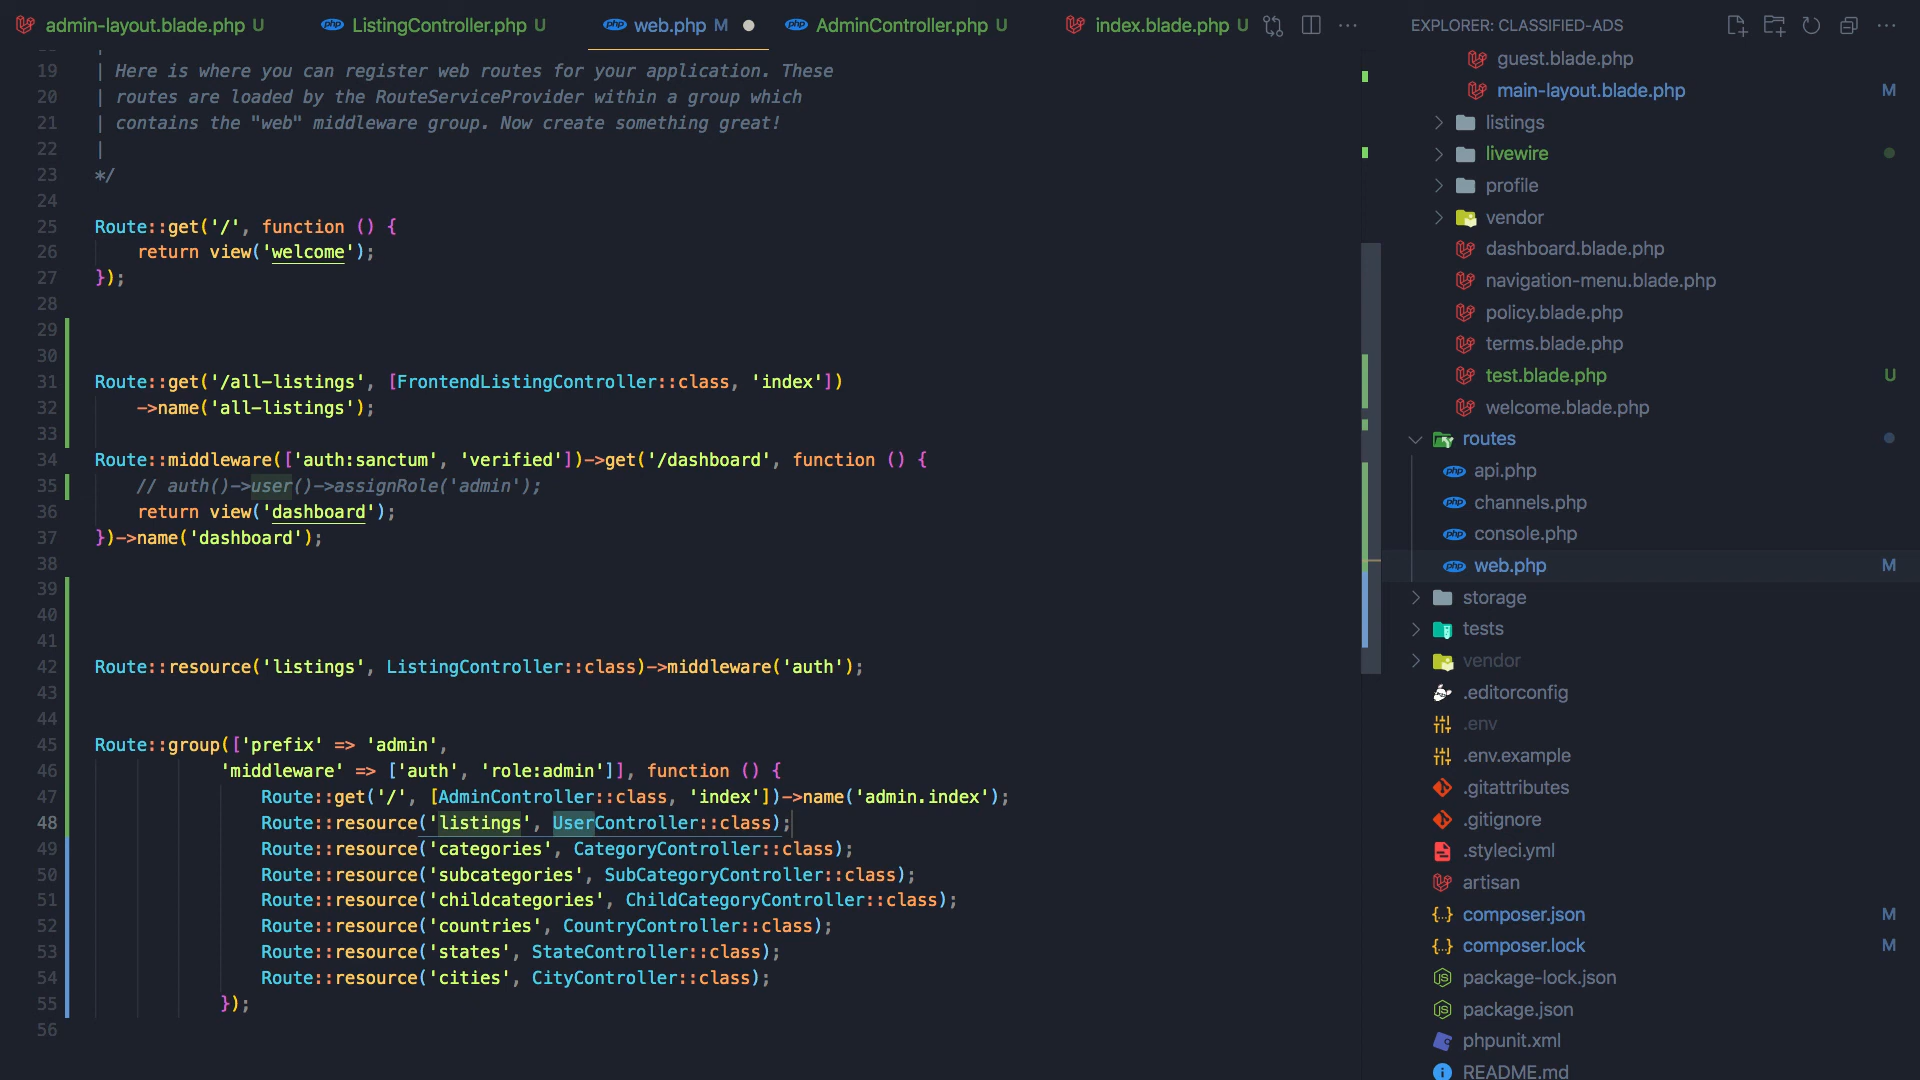 admin-layout.blade.php U
ListingController.php U
web.php M
AdminController.php U
index.blade.php U
19 | Here is where you can register web routes for your application. These
20 | routes are loaded by the RouteServiceProvider within a group which
21 | contains the "web" middleware group. Now create something great!
22 |
23 */
24
25 Route::get('/', function () {
26 return view('welcome');
27 });
28
29
30
31 Route::get('/all-listings', [FrontendListingController::class, 'index'])
32 ->name('all-listings');
33
34 Route::middleware(['auth:sanctum', 'verified'])->get('/dashboard', function () {
35 // auth()->user()->assignRole('admin');
36 return view('dashboard');
37 })->name('dashboard');
38
39
40
41
42 Route::resource('listings', ListingController::class)->middleware('auth');
43
44
45 Route::group(['prefix' => 'admin',
46 'middleware' => ['auth', 'role:admin']], function () {
47 Route::get('/', [AdminController::class, 'index'])->name('admin.index');
48 Route::resource('listings', UserController::class);
49 Route::resource('categories', CategoryController::class);
50 Route::resource('subcategories', SubCategoryController::class);
51 Route::resource('childcategories', ChildCategoryController::class);
52 Route::resource('countries', CountryController::class);
53 Route::resource('states', StateController::class);
54 Route::resource('cities', CityController::class);
55 });
56
EXPLORER: CLASSIFIED-ADS
guest.blade.php
main-layout.blade.php M
listings
livewire
profile
vendor
dashboard.blade.php
navigation-menu.blade.php
policy.blade.php
terms.blade.php
test.blade.php U
welcome.blade.php
routes
api.php
channels.php
console.php
web.php M
storage
tests
vendor
.editorconfig
.env
.env.example
.gitattributes
.gitignore
.styleci.yml
artisan
composer.json M
composer.lock M
package-lock.json
package.json
phpunit.xml
README.md